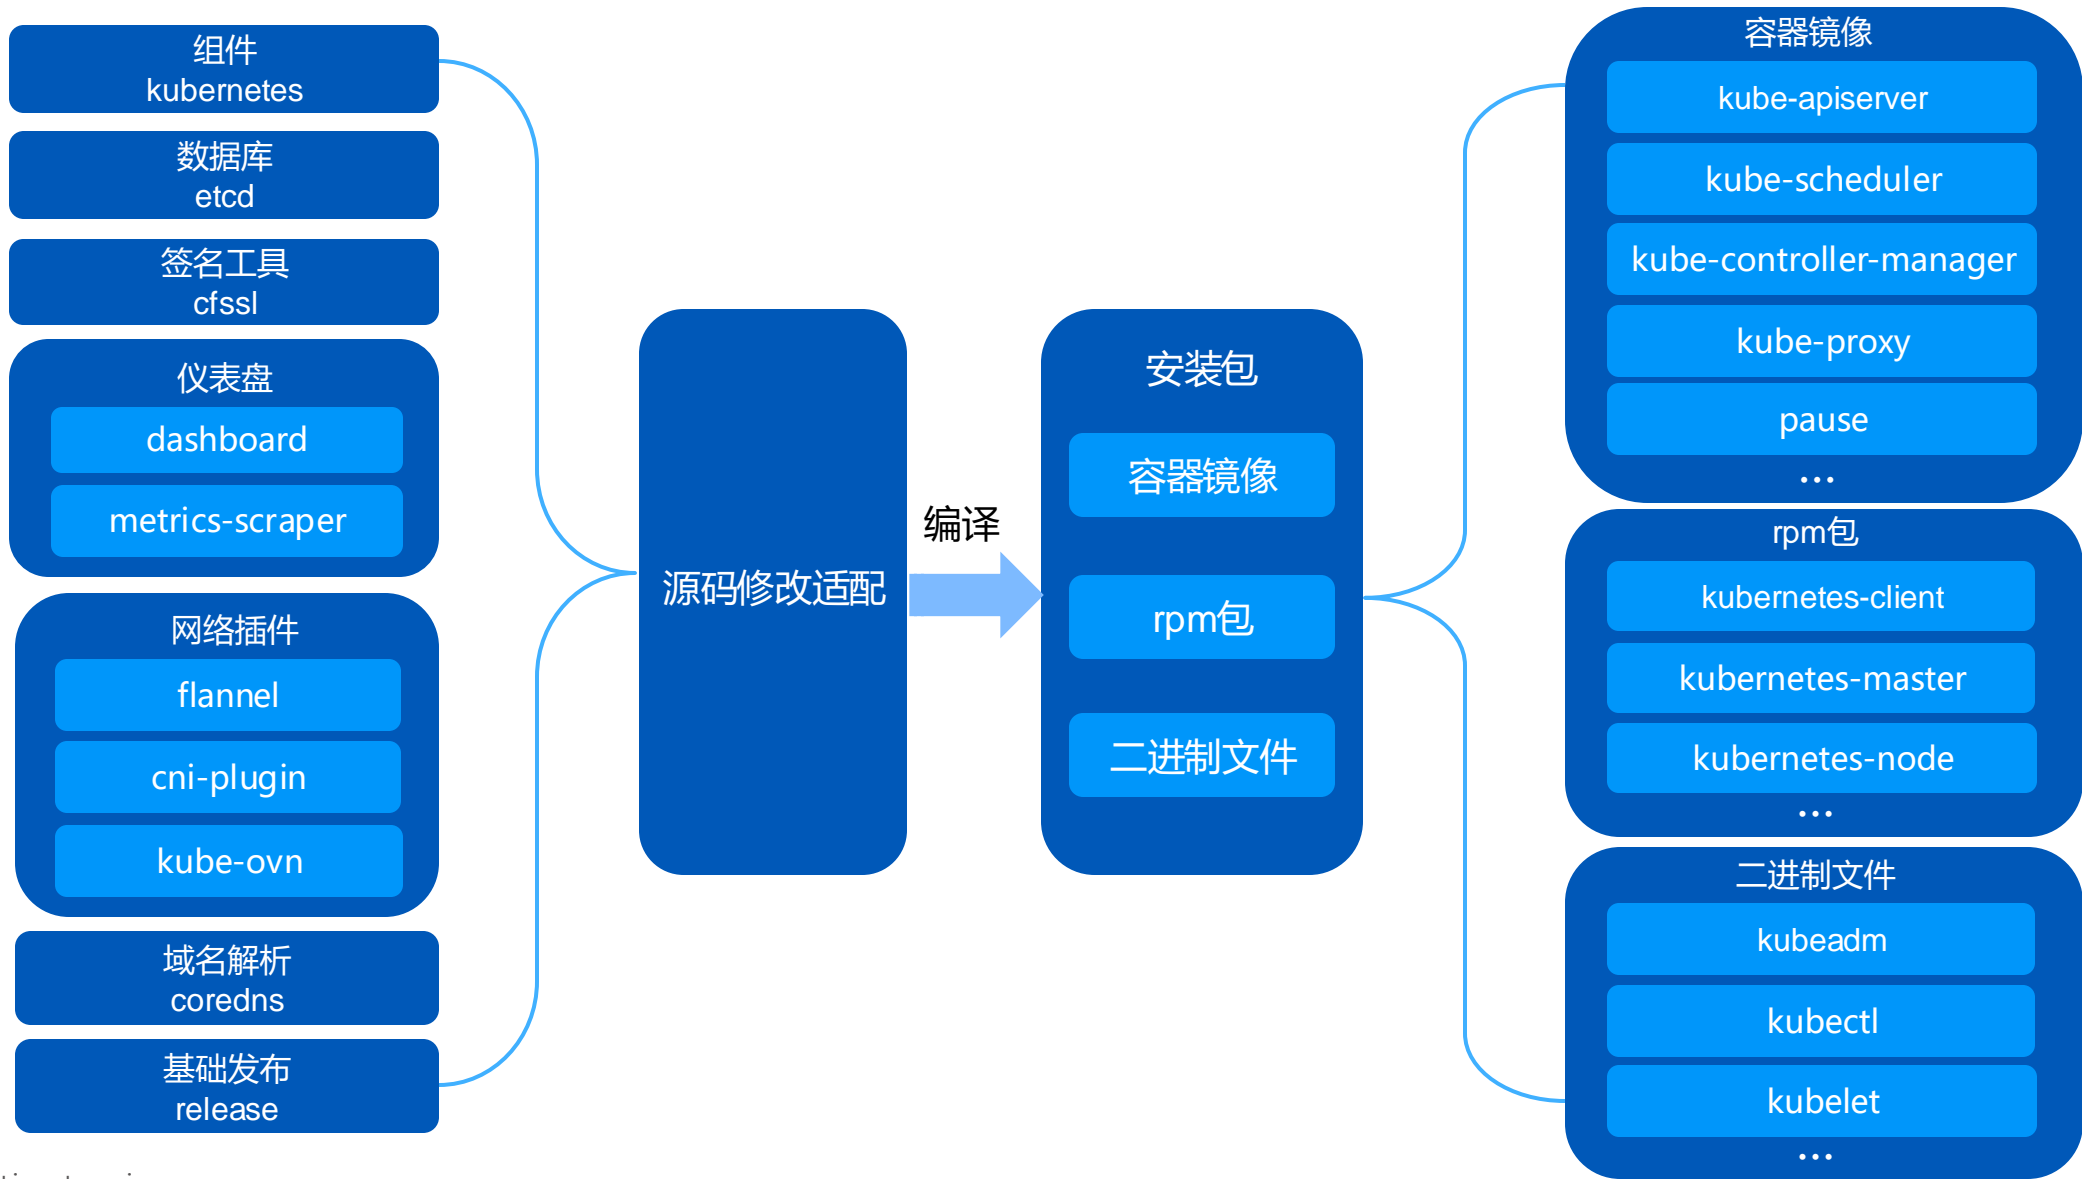 组件
kubernetes
数据库
etcd
签名工具
cfssl
仪表盘
dashboard
metrics-scraper
网络插件
flannel
cni-plugin
kube-ovn
域名解析
coredns
基础发布
release
源码修改适配
编译
安装包
容器镜像
rpm包
二进制文件
容器镜像
kube-apiserver
kube-scheduler
kube-controller-manager
kube-proxy
pause
...
rpm包
kubernetes-client
kubernetes-master
kubernetes-node
...
二进制文件
kubeadm
kubectl
kubelet
...